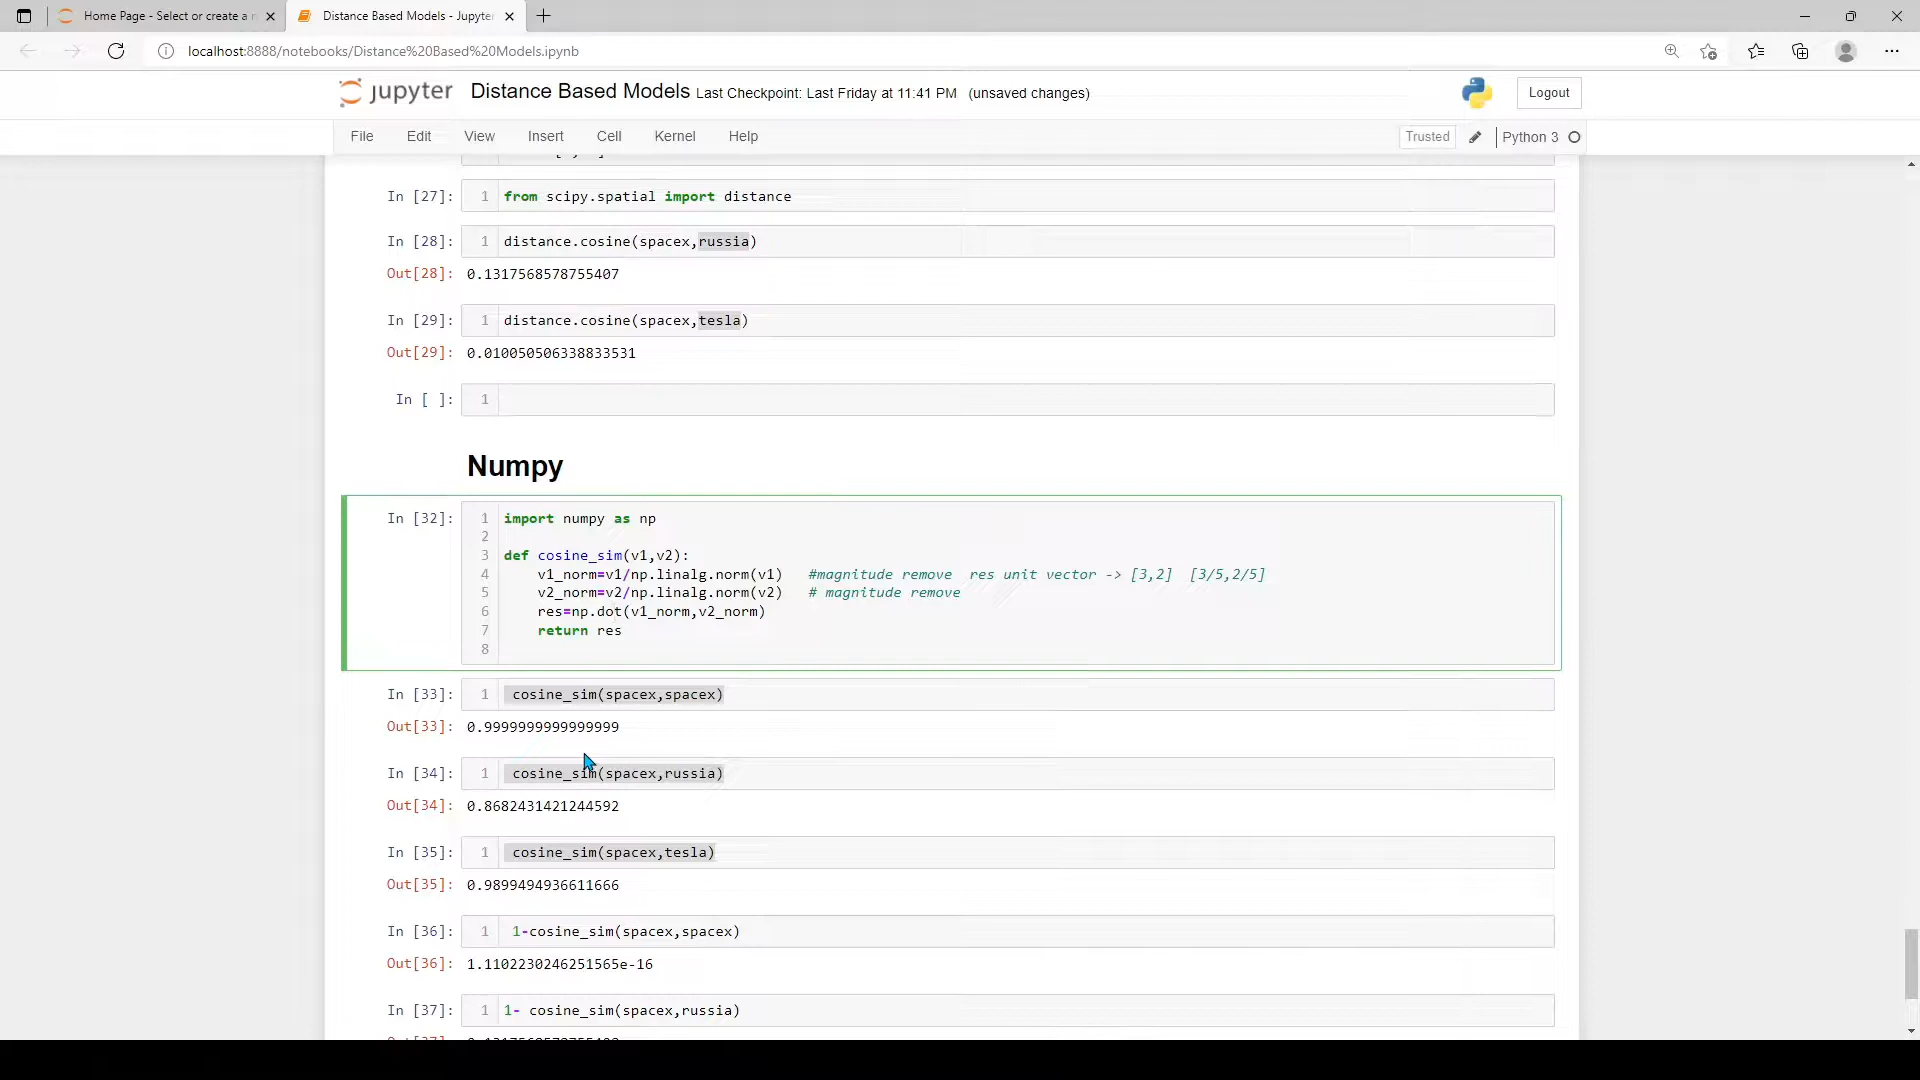 Home Page - Select or create a n
Distance Based Models - Jupyter
localhost:8888/notebooks/Distance%20Based%20Models.ipynb
jupyter Distance Based Models Last Checkpoint: Last Friday at 11:41 PM (unsaved changes)
Logout
File Edit View Insert Cell Kernel Help
Trusted
Python 3
In [27]: 1 from scipy.spatial import distance
In [28]: 1 distance.cosine(spacex,russia)
Out[28]: 0.1317568578755407
In [29]: 1 distance.cosine(spacex,tesla)
Out[29]: 0.010050506338833531
In [ ]: 1
Numpy
In [32]: 1 import numpy as np
2
3 def cosine_sim(v1,v2):
4 v1_norm=v1/np.linalg.norm(v1) #magnitude remove res unit vector -> [3,2] [3/5,2/5]
5 v2_norm=v2/np.linalg.norm(v2) # magnitude remove
6 res=np.dot(v1_norm,v2_norm)
7 return res
8
In [33]: 1 cosine_sim(spacex,spacex)
Out[33]: 0.9999999999999999
In [34]: 1 cosine_sim(spacex,russia)
Out[34]: 0.8682431421244592
In [35]: 1 cosine_sim(spacex,tesla)
Out[35]: 0.9899494936611666
In [36]: 1 1-cosine_sim(spacex,spacex)
Out[36]: 1.1102230246251565e-16
In [37]: 1 1- cosine_sim(spacex,russia)